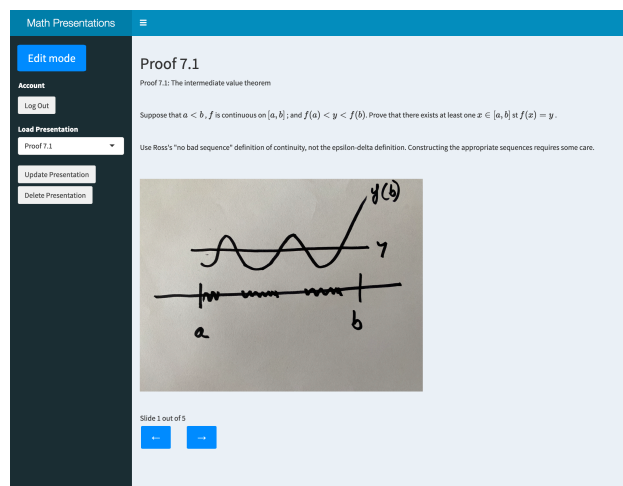 Math Presentations
Edit mode
Account
Log Out
Load Presentation
Proof 7.1
Update Presentation
Delete Presentation
Proof 7.1
Proof 7.1: The intermediate value theorem
Suppose that a < b , f is continuous on [a, b] ; and f(a) < y < f(b). Prove that there exists at least one x ∈ [a, b] st f(x) = y .
Use Ross's "no bad sequence" definition of continuity, not the epsilon-delta definition. Constructing the appropriate sequences requires some care.
y(b)
y
a
b
Slide 1 out of 5
← →